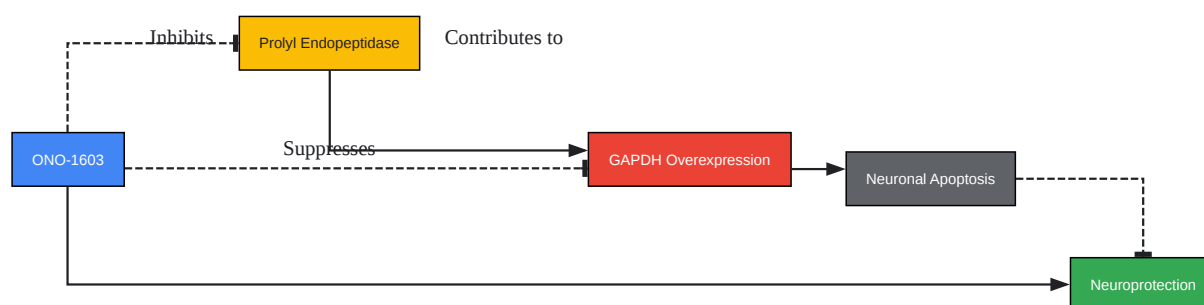 Inhibits
Prolyl Endopeptidase
Contributes to
ONO-1603
Suppresses
GAPDH Overexpression
Neuronal Apoptosis
Neuroprotection